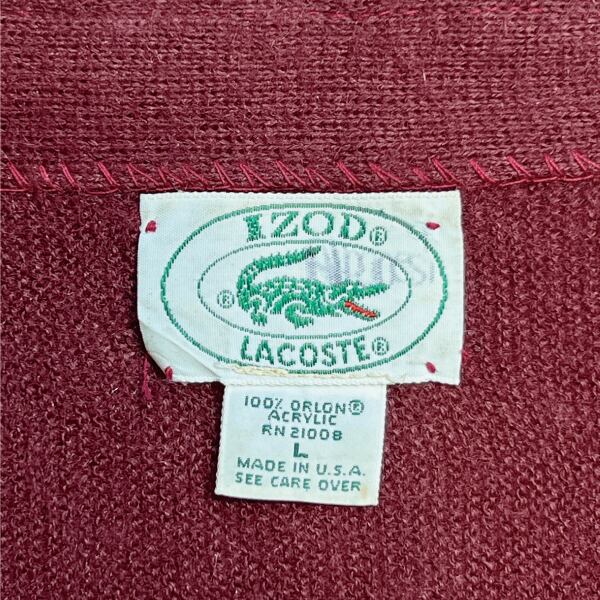 IZOD®
®
LACOSTE®
100% ORLON®
ACRYLIC
RN 21008
L
MADE IN U.S.A.
SEE CARE OVER